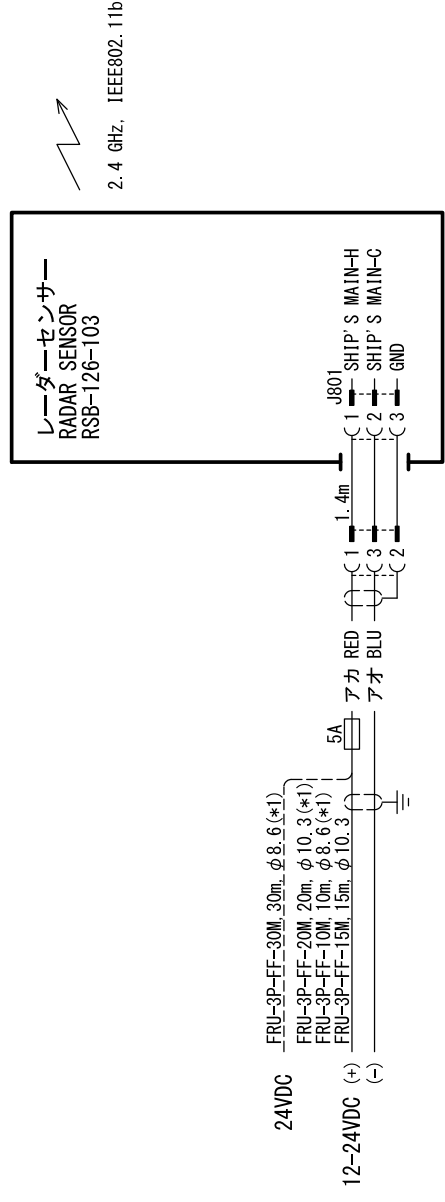 2.4 GHz, IEEE802.11b
レーダーセンサー
RADAR SENSOR
RSB-126-103
J801
1 SHIP'S MAIN-H
2 SHIP'S MAIN-C
3 GND
1.4m
1
3
2
アカ RED
アオ BLU
5A
FRU-3P-FF-30M, 30m, φ8.6(*1)
FRU-3P-FF-20M, 20m, φ10.3(*1)
FRU-3P-FF-10M, 10m, φ8.6(*1)
FRU-3P-FF-15M, 15m, φ10.3
24VDC
12-24VDC (+)
(-)